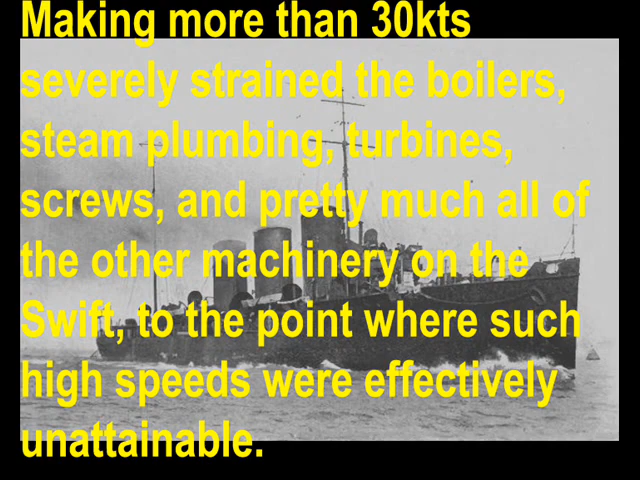 Making more than 30kts
severely strained the boilers,
steam plumbing, turbines,
screws, and pretty much all of
the other machinery on the
Swift, to the point where such
high speeds were effectively
unattainable.